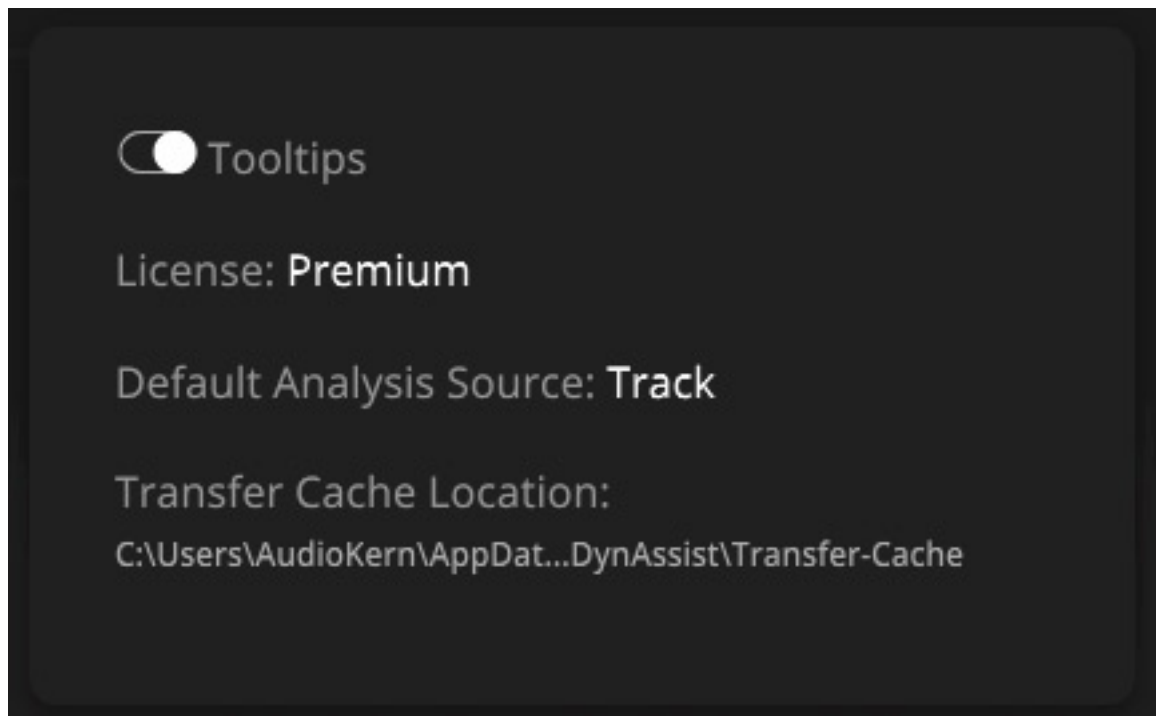 Tooltips
License: Premium
Default Analysis Source: Track
Transfer Cache Location:
C:\Users\AudioKern\AppDat...DynAssist\Transfer-Cache